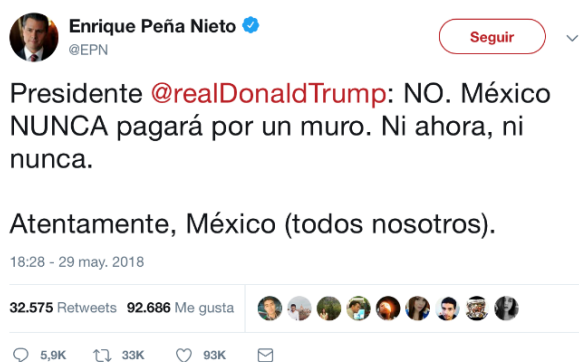 Enrique Peña Nieto
@EPN
Seguir
Presidente @realDonaldTrump: NO. México
NUNCA pagará por un muro. Ni ahora, ni
nunca.
Atentamente, México (todos nosotros).
18:28 - 29 may. 2018
32.575 Retweets 92.686 Me gusta
5,9K 33K 93K